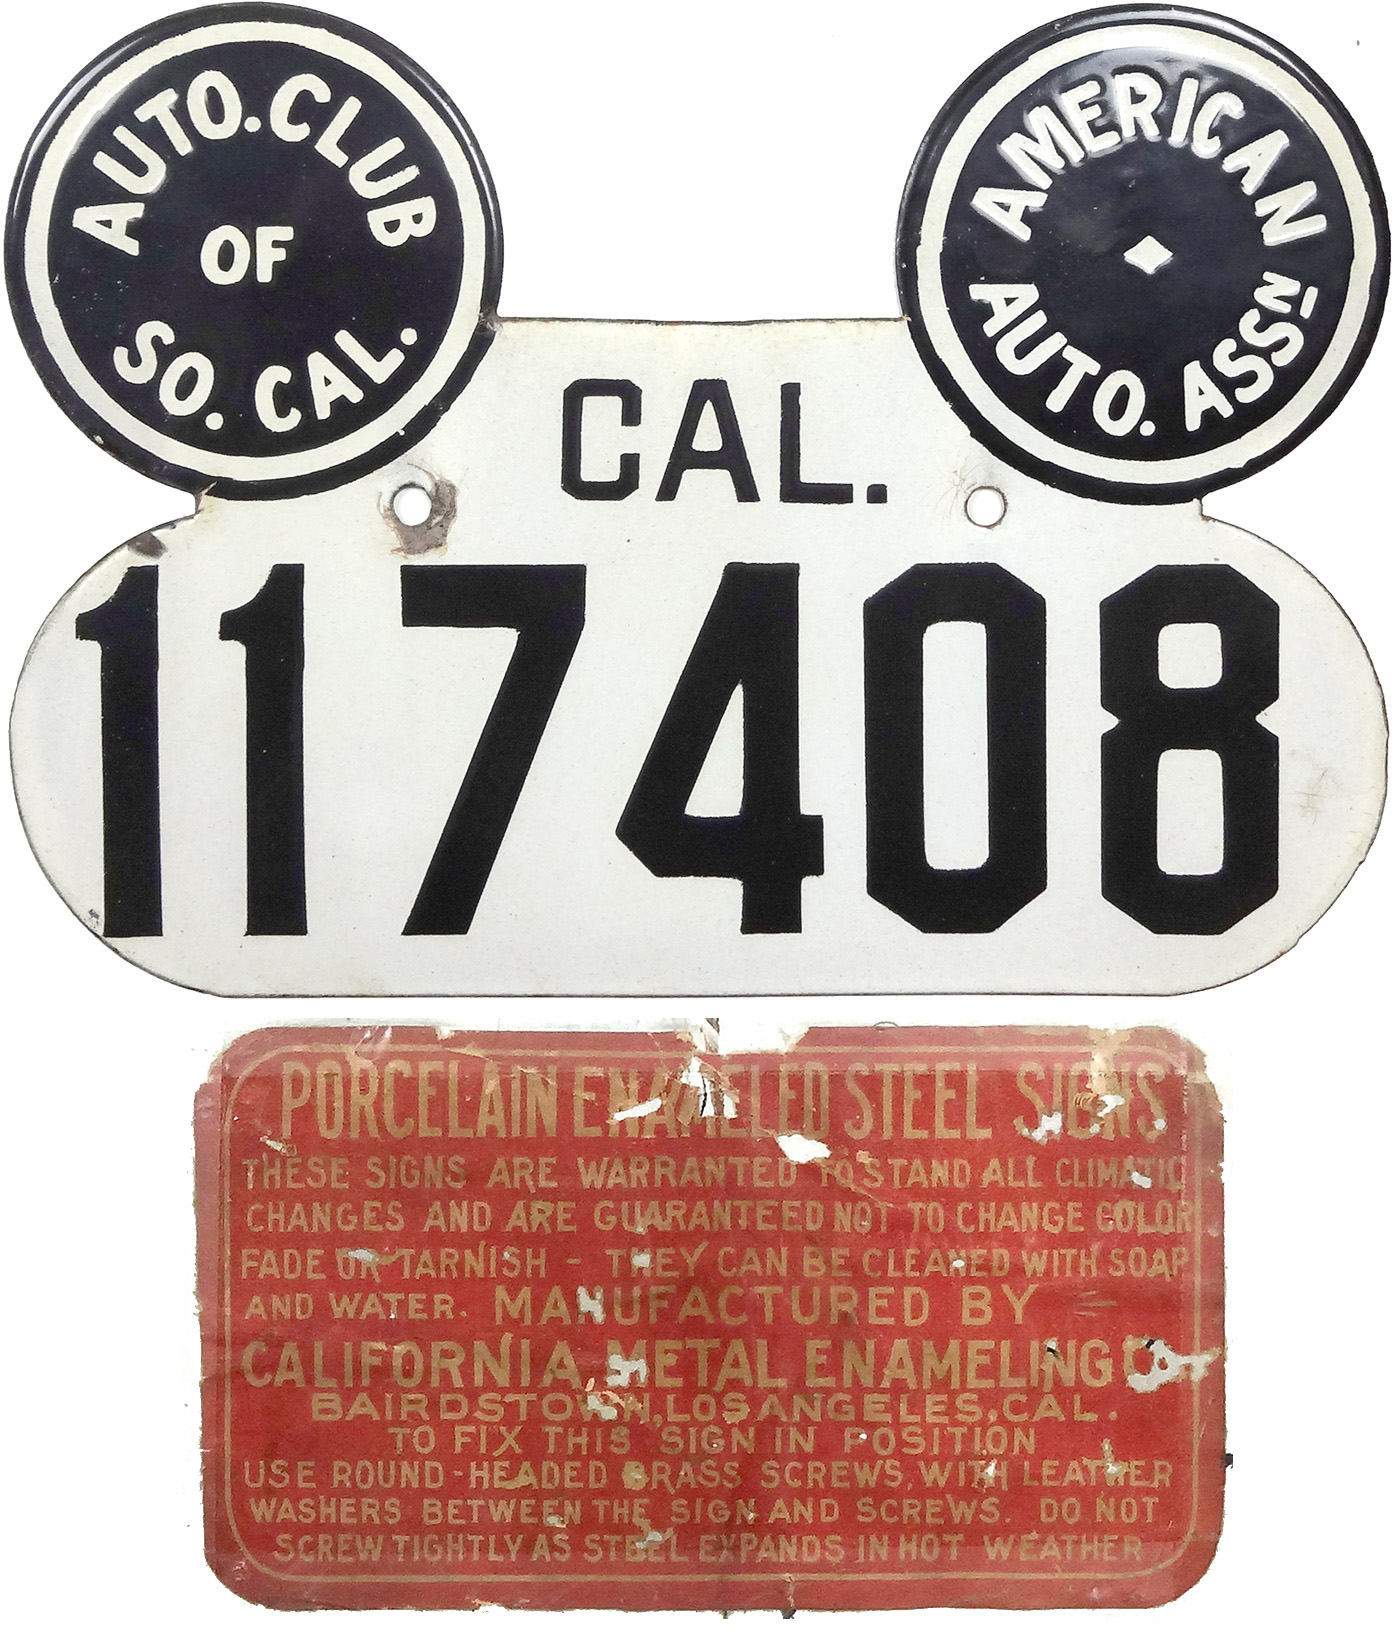 AUTO. CLUB
OF
SO. CAL.
AMERICAN
AUTO. ASSN
CAL.
117408
PORCELAIN ENAMELED STEEL SIGNS
THESE SIGNS ARE WARRANTED TO STAND ALL CLIMATIC
CHANGES AND ARE GUARANTEED NOT TO CHANGE COLOR
FADE OR TARNISH - THEY CAN BE CLEANED WITH SOAP
AND WATER. MANUFACTURED BY
CALIFORNIA METAL ENAMELING Co.
BAIRDSTOWN, LOS ANGELES, CAL.
TO FIX THIS SIGN IN POSITION
USE ROUND-HEADED BRASS SCREWS, WITH LEATHER
WASHERS BETWEEN THE SIGN AND SCREWS. DO NOT
SCREW TIGHTLY AS STEEL EXPANDS IN HOT WEATHER